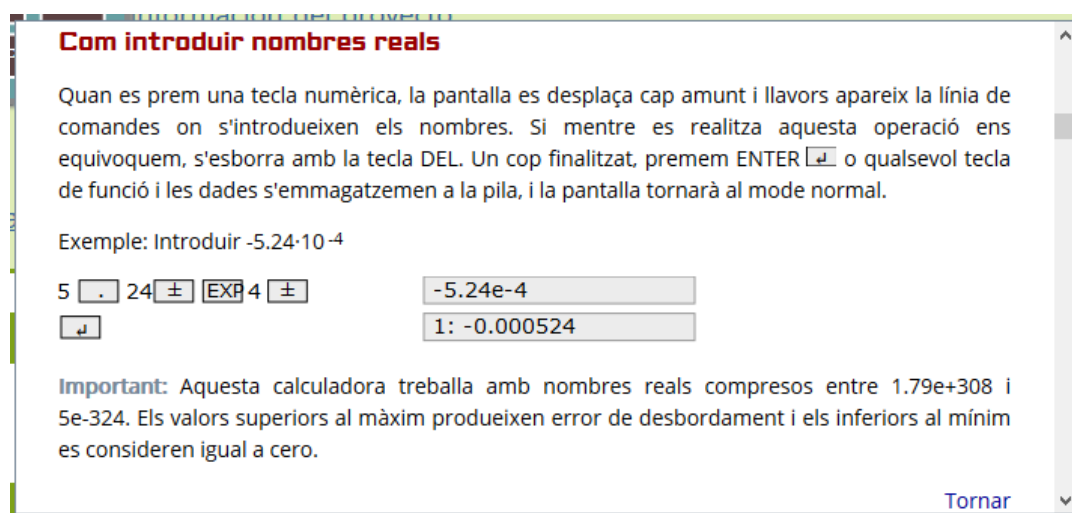 Información del proyecto
Com introduir nombres reals
Quan es prem una tecla numèrica, la pantalla es desplaça cap amunt i llavors apareix la línia de
comandes on s'introdueixen els nombres. Si mentre es realitza aquesta operació ens
equivoquem, s'esborra amb la tecla DEL. Un cop finalitzat, premem ENTER ↵ o qualsevol tecla
de funció i les dades s'emmagatzemen a la pila, i la pantalla tornarà al mode normal.
Exemple: Introduir -5.24·10 -4
5 . 24 ± EXP 4 ± -5.24e-4
↵ 1: -0.000524
Important: Aquesta calculadora treballa amb nombres reals compresos entre 1.79e+308 i
5e-324. Els valors superiors al màxim produeixen error de desbordament i els inferiors al mínim
es consideren igual a cero.
Tornar